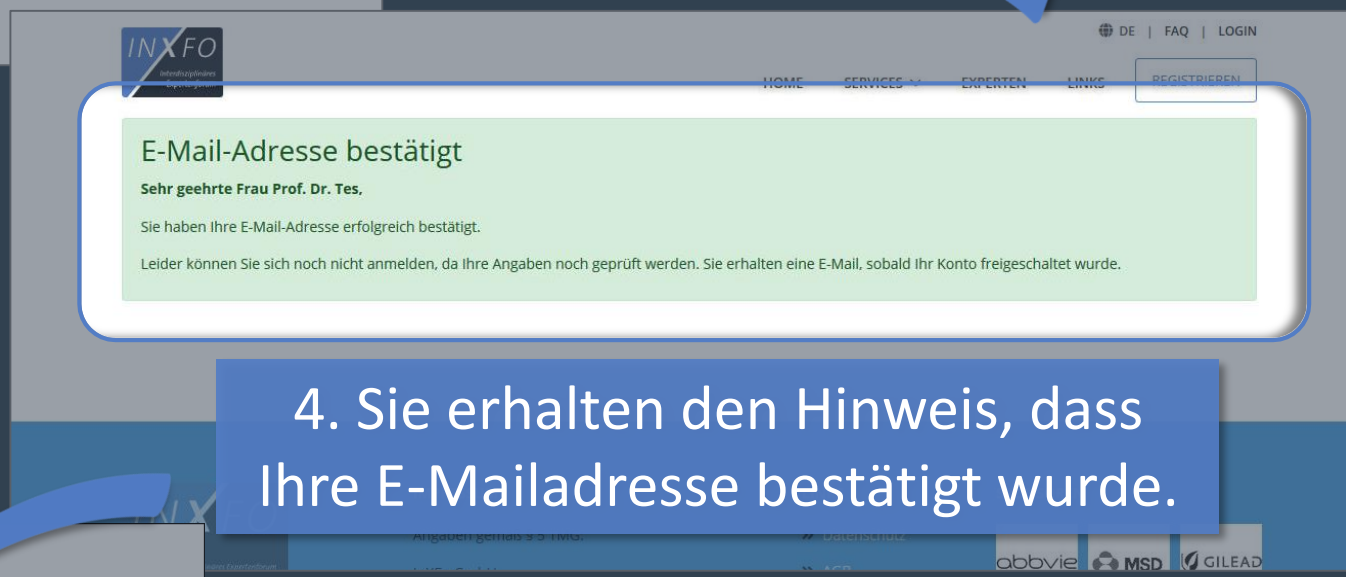 INXFO
Interdisziplinäres
Expertenforum
DE | FAQ | LOGIN
HOME SERVICES EXPERTEN LINKS REGISTRIEREN
E-Mail-Adresse bestätigt
Sehr geehrte Frau Prof. Dr. Tes,
Sie haben Ihre E-Mail-Adresse erfolgreich bestätigt.
Leider können Sie sich noch nicht anmelden, da Ihre Angaben noch geprüft werden. Sie erhalten eine E-Mail, sobald Ihr Konto freigeschaltet wurde.
4. Sie erhalten den Hinweis, dass
Ihre E-Mailadresse bestätigt wurde.
Angaben gemäß § 5 TMG:
» Datenschutz
» AGB
abbvie MSD GILEAD